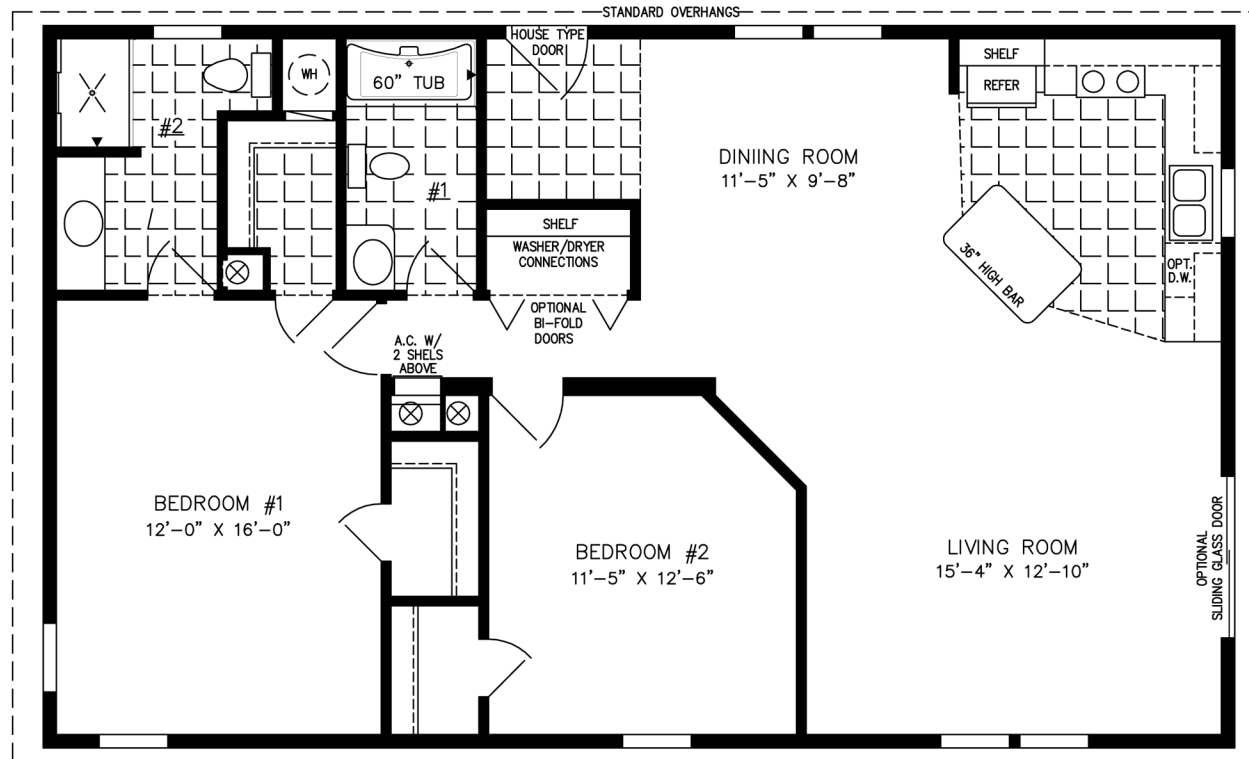 STANDARD OVERHANGS
HOUSE TYPE
DOOR
SHELF
REFER
WH
60" TUB
#2
#1
DINIING ROOM
11'-5" X 9'-8"
SHELF
WASHER/DRYER
CONNECTIONS
36" HIGH BAR
OPT.
D.W.
OPTIONAL
BI-FOLD
DOORS
A.C. W/
2 SHELS
ABOVE
BEDROOM #1
12'-0" X 16'-0"
BEDROOM #2
11'-5" X 12'-6"
LIVING ROOM
15'-4" X 12'-10"
OPTIONAL
SLIDING GLASS DOOR